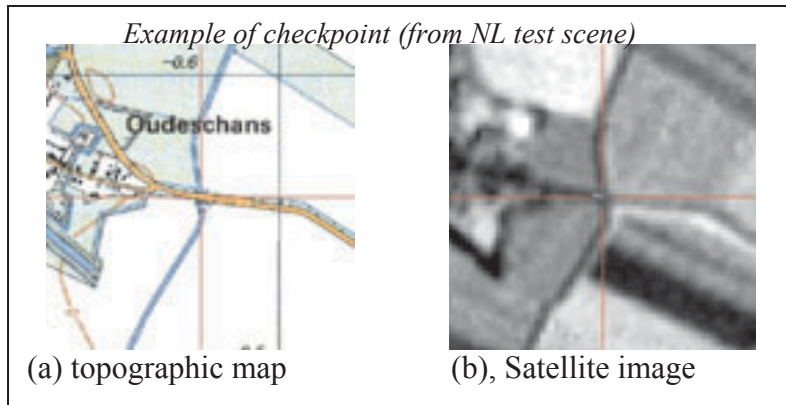 Example of checkpoint (from NL test scene)
-0.6
Oudeschans
(a) topographic map
(b), Satellite image